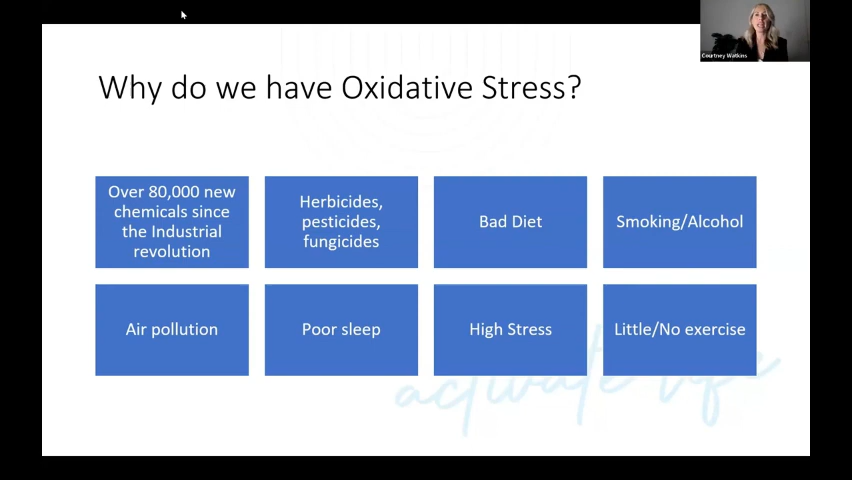 Courtney Watkins
Why do we have Oxidative Stress?
Over 80,000 new
chemicals since
the Industrial
revolution
Herbicides,
pesticides,
fungicides
Bad Diet
Smoking/Alcohol
Air pollution
Poor sleep
High Stress
Little/No exercise
activate life